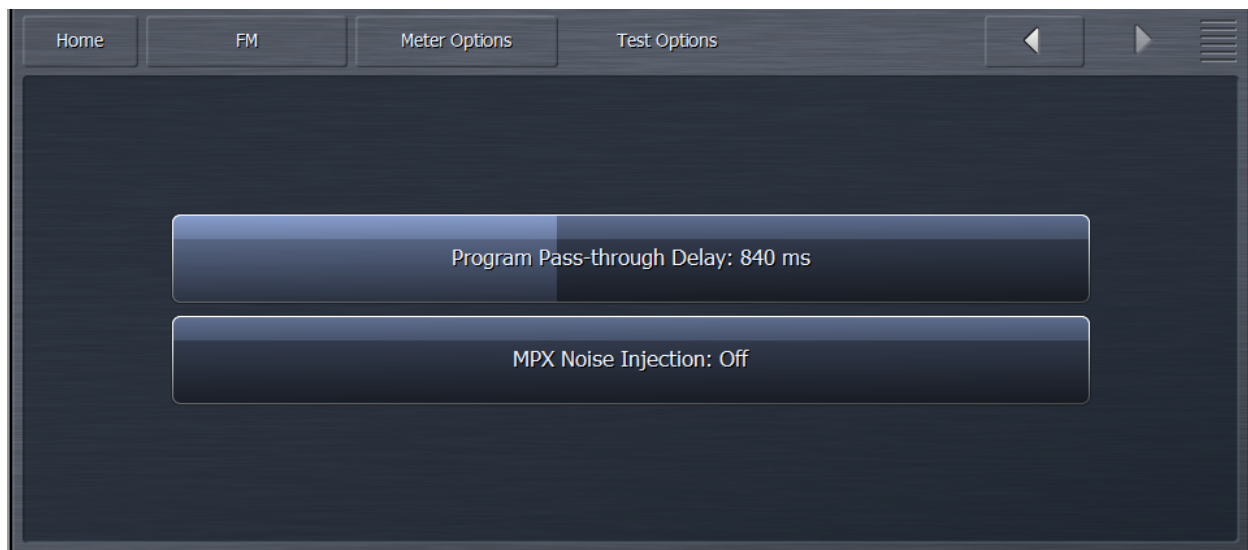 Home
FM
Meter Options
Test Options
Program Pass-through Delay: 840 ms
MPX Noise Injection: Off